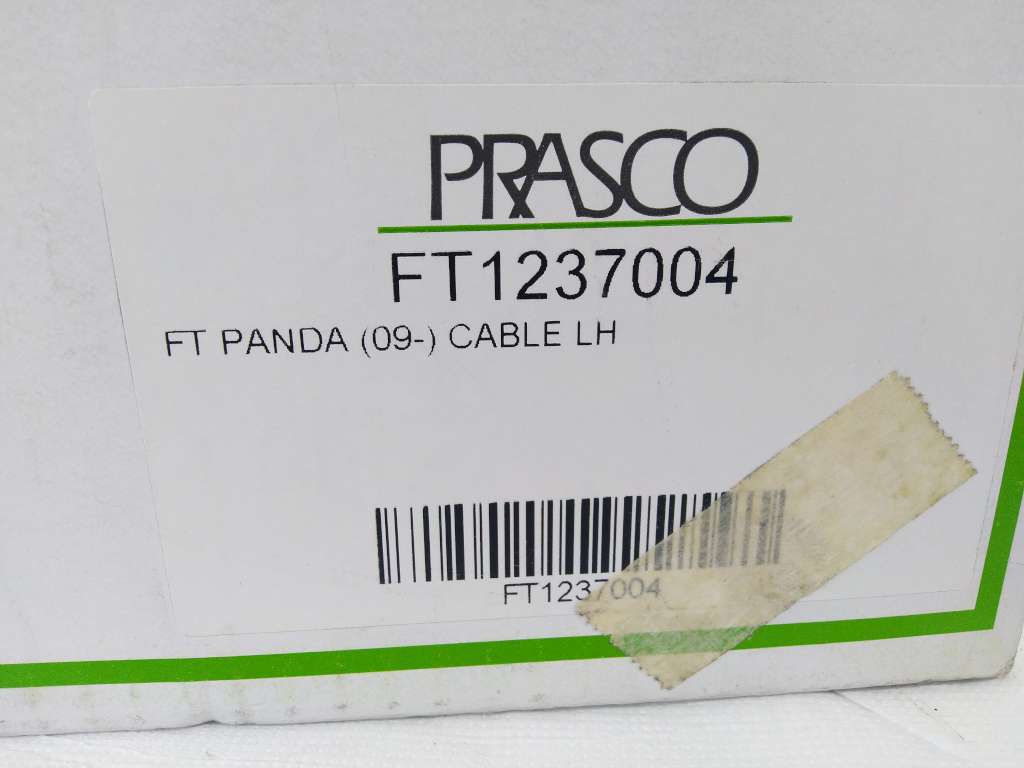 PRASCO
FT1237004
FT PANDA (09-) CABLE LH
FT1237004